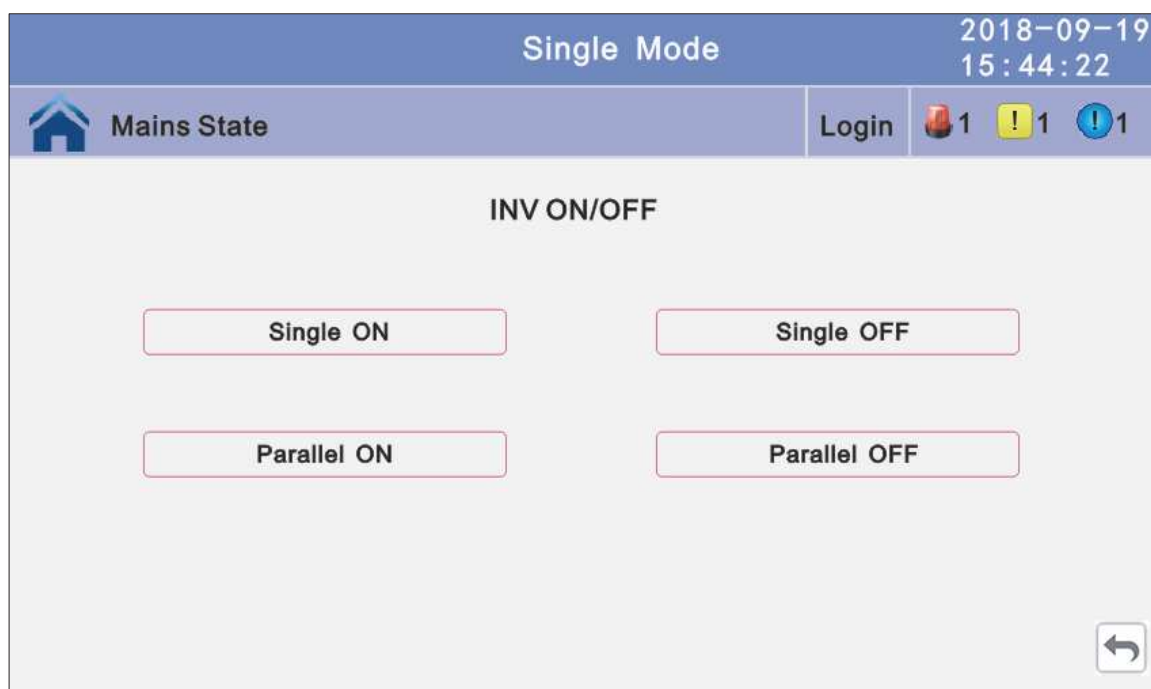 Single Mode
2018-09-19
15:44:22
Mains State
Login
1
! 1
! 1
INV ON/OFF
Single ON
Single OFF
Parallel ON
Parallel OFF